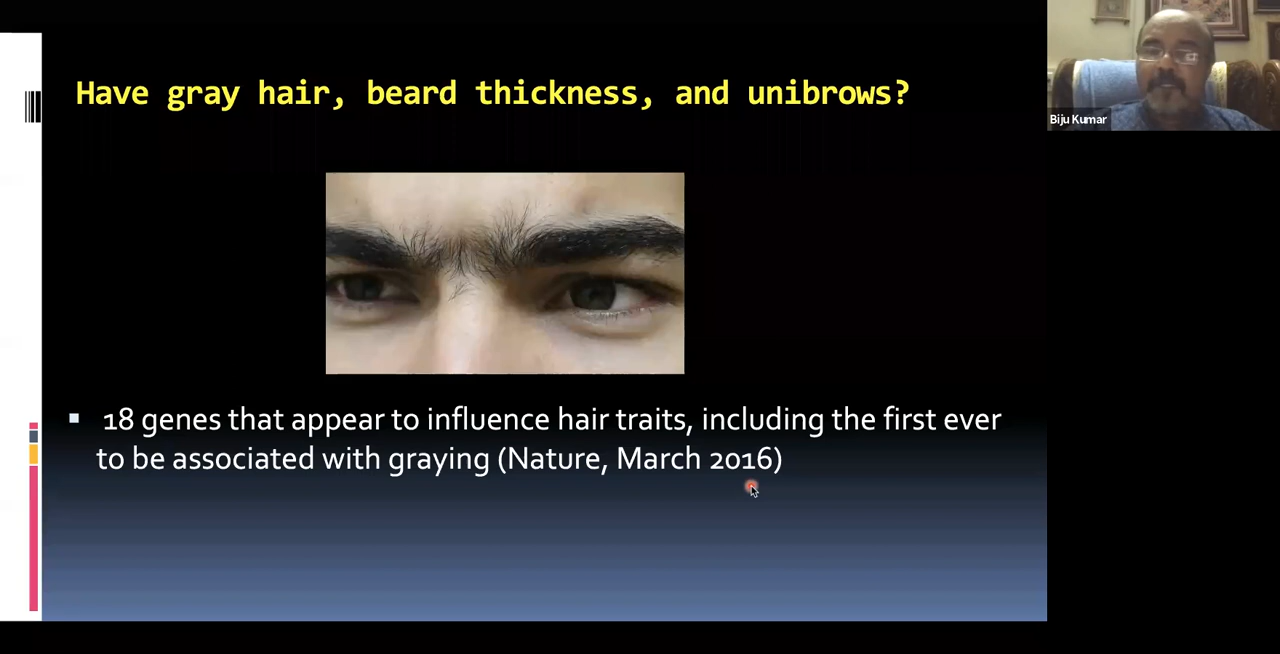 Have gray hair, beard thickness, and unibrows?
Biju Kumar
▪ 18 genes that appear to influence hair traits, including the first ever
to be associated with graying (Nature, March 2016)